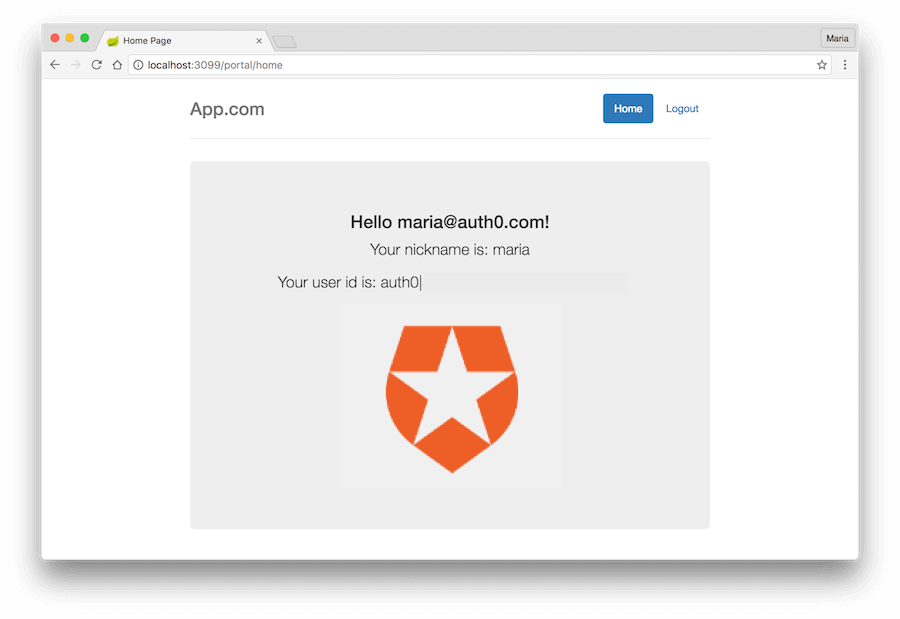 Home Page
Maria
localhost:3099/portal/home
App.com
Home
Logout
Hello maria@auth0.com!
Your nickname is: maria
Your user id is: auth0|